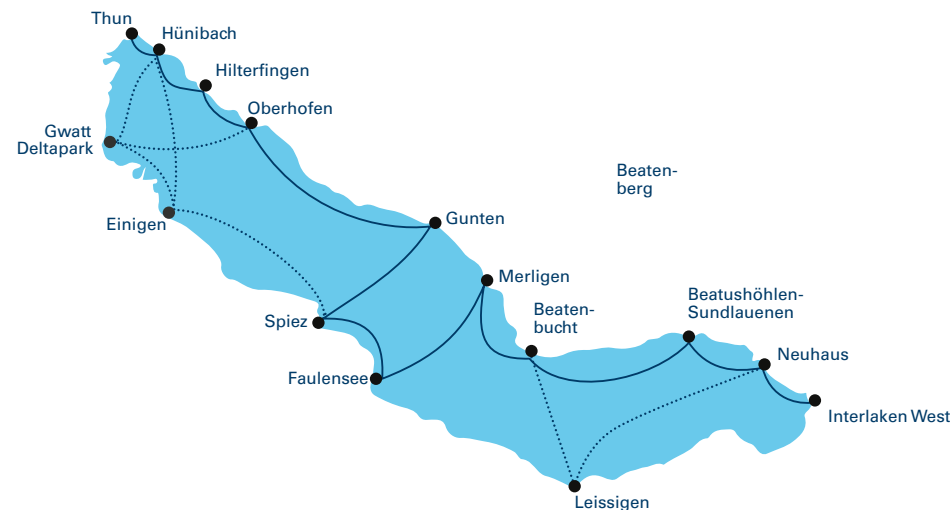 Thun
Hünibach
Hilterfingen
Oberhofen
Gwatt
Deltapark
Beaten-
berg
Einigen
Gunten
Merligen
Beatushöhlen-
Sundlauenen
Spiez
Beaten-
bucht
Neuhaus
Faulensee
Interlaken West
Leissigen